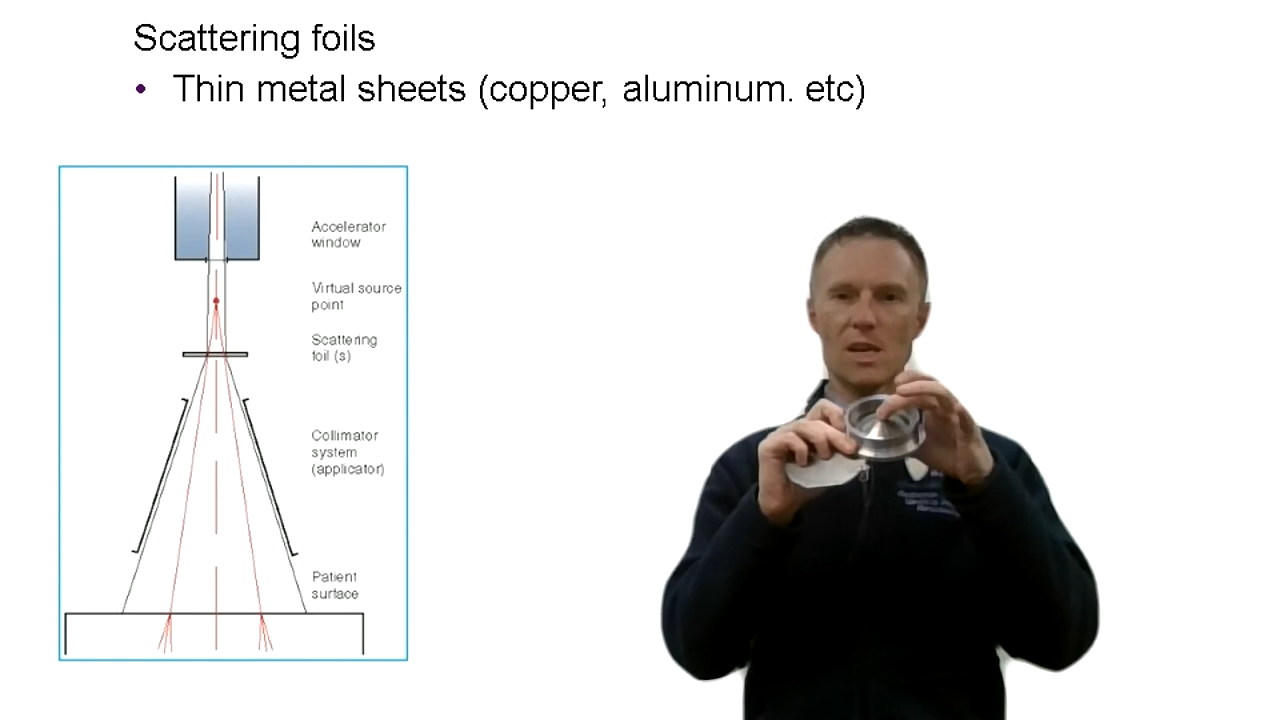 Scattering foils
• Thin metal sheets (copper, aluminum. etc)
Accelerator
window
Virtual source
point
Scattering
foil (s)
Collimator
system
(applicator)
Patient
surface